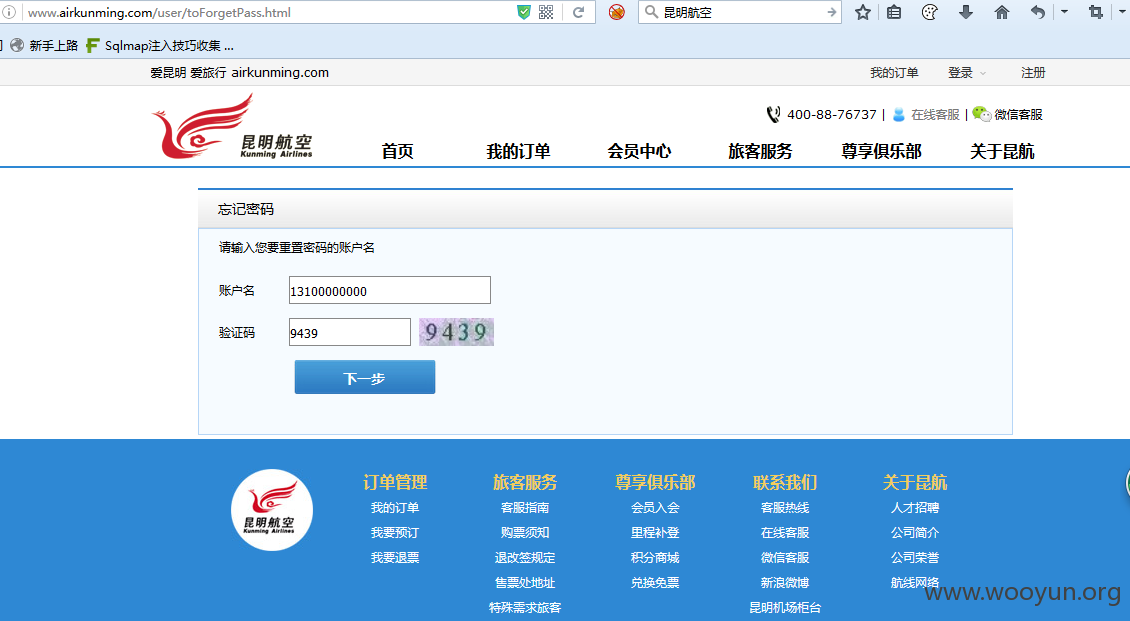 www.airkunming.com/user/toForgetPass.html
昆明航空
新手上路 Sqlmap注入技巧收集 ...
爱昆明 爱旅行 airkunming.com 我的订单 登录 注册
昆明航空
Kunming Airlines
400-88-76737 | 在线客服 | 微信客服
首页 我的订单 会员中心 旅客服务 尊享俱乐部 关于昆航
忘记密码
请输入您要重置密码的账户名
账户名 13100000000
验证码 9439 9439
下一步
昆明航空
Kunming Airlines
订单管理 旅客服务 尊享俱乐部 联系我们 关于昆航
我的订单 客服指南 会员入会 客服热线 人才招聘
我要预订 购票须知 里程补登 在线客服 公司简介
我要退票 退改签规定 积分商城 微信客服 公司荣誉
售票处地址 兑换免票 新浪微博 航线网络
特殊需求旅客 昆明机场柜台
www.wooyun.org